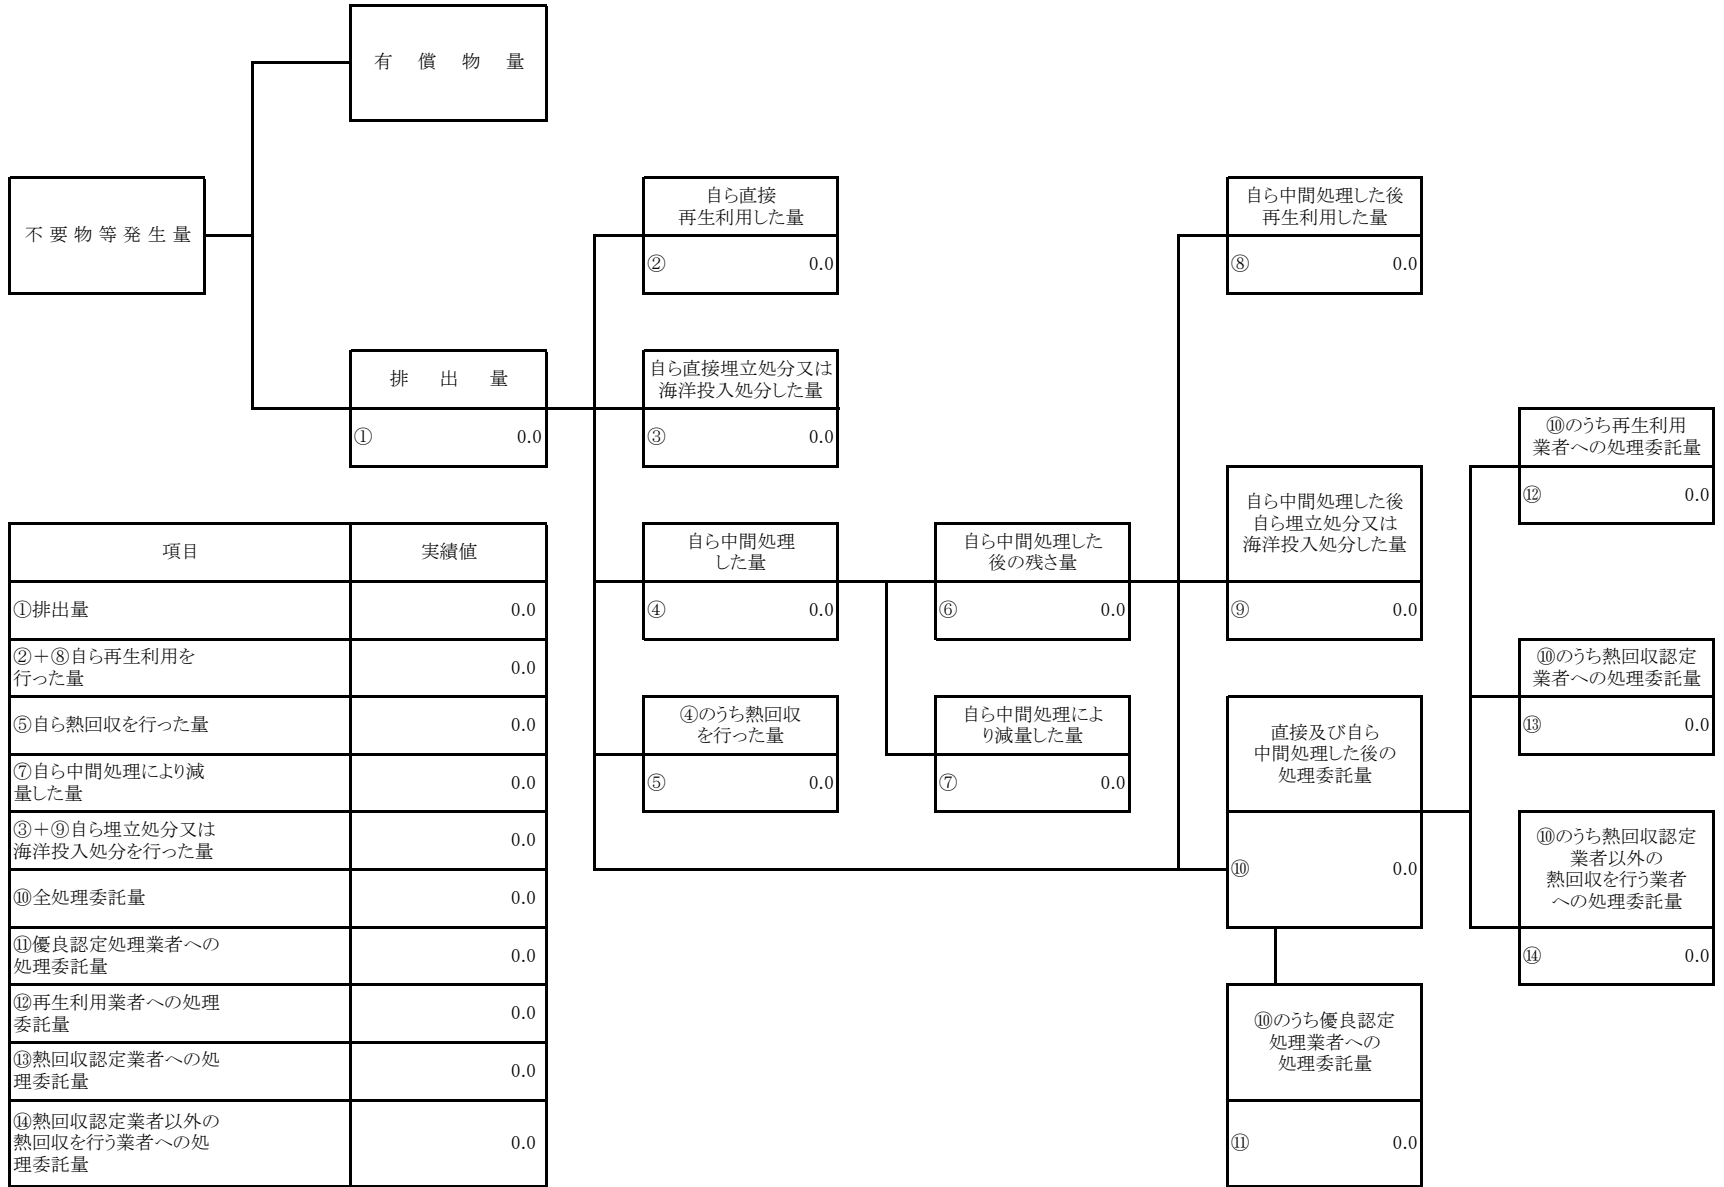 有償物量
不要物等発生量
排出量
① 0.0
自ら直接
再生利用した量
② 0.0
自ら直接埋立処分又は
海洋投入処分した量
③ 0.0
自ら中間処理
した量
④ 0.0
④のうち熱回収
を行った量
⑤ 0.0
自ら中間処理した
後の残さ量
⑥ 0.0
自ら中間処理によ
り減量した量
⑦ 0.0
自ら中間処理した後
再生利用した量
⑧ 0.0
自ら中間処理した後
自ら埋立処分又は
海洋投入処分した量
⑨ 0.0
直接及び自ら
中間処理した後の
処理委託量
⑩ 0.0
⑩のうち優良認定
処理業者への
処理委託量
⑪ 0.0
⑩のうち再生利用
業者への処理委託量
⑫ 0.0
⑩のうち熱回収認定
業者への処理委託量
⑬ 0.0
⑩のうち熱回収認定
業者以外の
熱回収を行う業者
への処理委託量
⑭ 0.0
項目 実績値
①排出量 0.0
②+⑧自ら再生利用を
行った量 0.0
⑤自ら熱回収を行った量 0.0
⑦自ら中間処理により減
量した量 0.0
③+⑨自ら埋立処分又は
海洋投入処分を行った量 0.0
⑩全処理委託量 0.0
⑪優良認定処理業者への
処理委託量 0.0
⑫再生利用業者への処理
委託量 0.0
⑬熱回収認定業者への処
理委託量 0.0
⑭熱回収認定業者以外の
熱回収を行う業者への処
理委託量 0.0